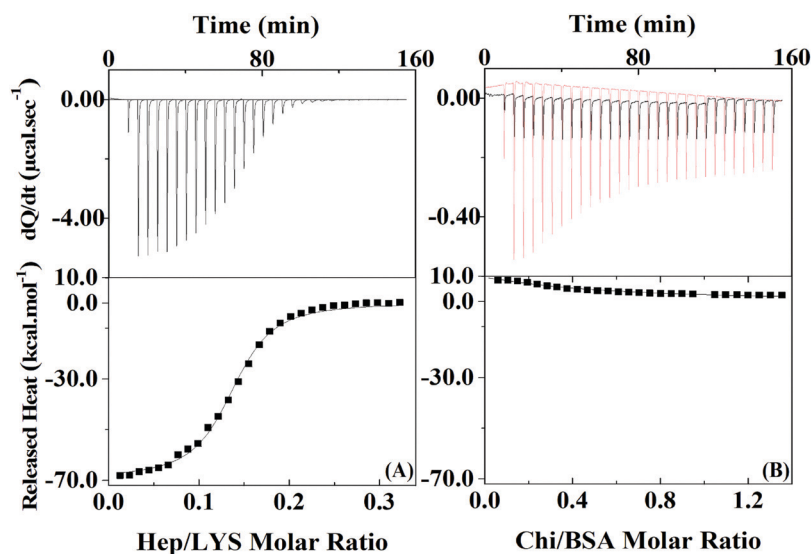 Time (min)
0 80 160
Time (min)
0 80 160
dQ/dt (μcal.sec⁻¹)
0.00
-4.00
0.00
-0.40
Released Heat (kcal.mol⁻¹)
10.0
0.0
-30.0
-70.0
(A)
10.0
0.0
-30.0
-70.0
(B)
0.0 0.1 0.2 0.3
0.0 0.4 0.8 1.2
Hep/LYS Molar Ratio
Chi/BSA Molar Ratio